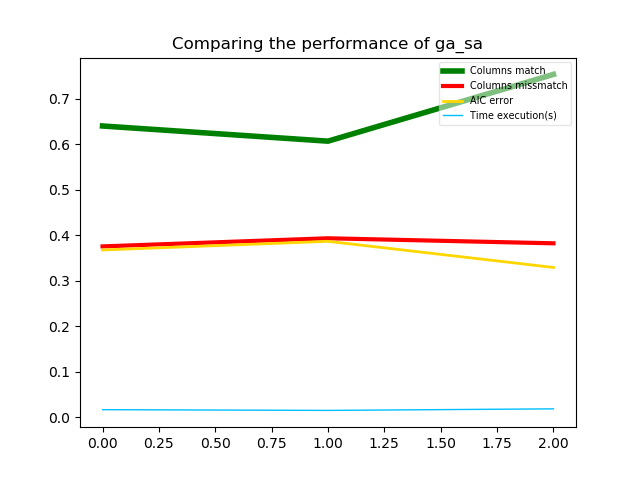 Comparing the performance of ga_sa
Columns match
Columns missmatch
AIC error
Time execution(s)
0.7
0.6
0.5
0.4
0.3
0.2
0.1
0.0
0.00 0.25 0.50 0.75 1.00 1.25 1.50 1.75 2.00